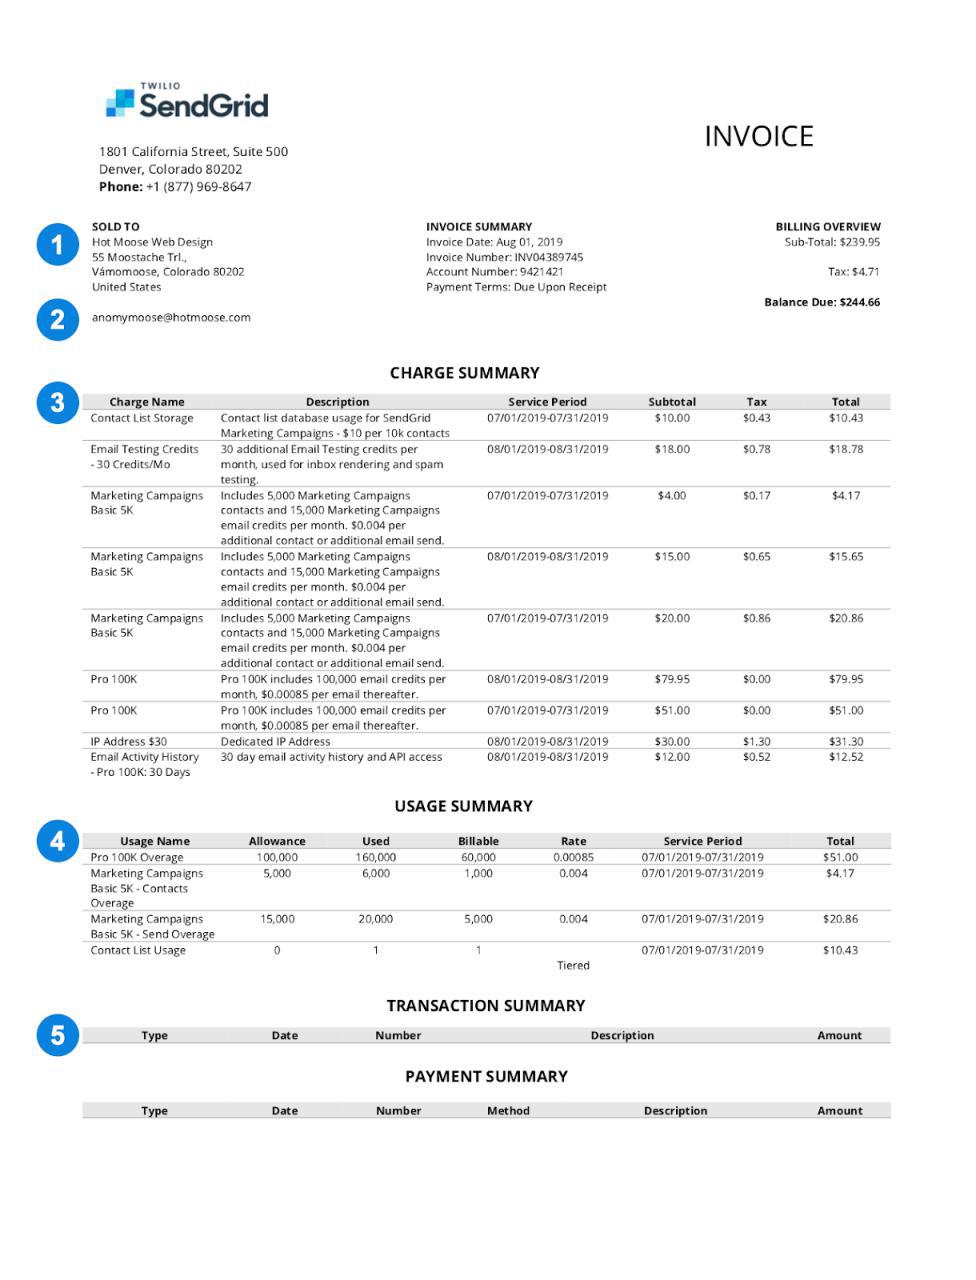 TWILIO
SendGrid
INVOICE
1801 California Street, Suite 500
Denver, Colorado 80202
Phone: +1 (877) 969-8647
1
SOLD TO
Hot Moose Web Design
55 Moostache Trl.,
Vámomoose, Colorado 80202
United States
2
anomymoose@hotmoose.com
INVOICE SUMMARY
Invoice Date: Aug 01, 2019
Invoice Number: INV04389745
Account Number: 9421421
Payment Terms: Due Upon Receipt
BILLING OVERVIEW
Sub-Total: $239.95
Tax: $4.71
Balance Due: $244.66
CHARGE SUMMARY
3
Charge Name Description Service Period Subtotal Tax Total
Contact List Storage Contact list database usage for SendGrid 07/01/2019-07/31/2019 $10.00 $0.43 $10.43
Marketing Campaigns - $10 per 10k contacts
Email Testing Credits 30 additional Email Testing credits per 08/01/2019-08/31/2019 $18.00 $0.78 $18.78
- 30 Credits/Mo month, used for inbox rendering and spam
testing.
Marketing Campaigns Includes 5,000 Marketing Campaigns 07/01/2019-07/31/2019 $4.00 $0.17 $4.17
Basic 5K contacts and 15,000 Marketing Campaigns
email credits per month. $0.004 per
additional contact or additional email send.
Marketing Campaigns Includes 5,000 Marketing Campaigns 08/01/2019-08/31/2019 $15.00 $0.65 $15.65
Basic 5K contacts and 15,000 Marketing Campaigns
email credits per month. $0.004 per
additional contact or additional email send.
Marketing Campaigns Includes 5,000 Marketing Campaigns 07/01/2019-07/31/2019 $20.00 $0.86 $20.86
Basic 5K contacts and 15,000 Marketing Campaigns
email credits per month. $0.004 per
additional contact or additional email send.
Pro 100K Pro 100K includes 100,000 email credits per 08/01/2019-08/31/2019 $79.95 $0.00 $79.95
month, $0.00085 per email thereafter.
Pro 100K Pro 100K includes 100,000 email credits per 07/01/2019-07/31/2019 $51.00 $0.00 $51.00
month, $0.00085 per email thereafter.
IP Address $30 Dedicated IP Address 08/01/2019-08/31/2019 $30.00 $1.30 $31.30
Email Activity History 30 day email activity history and API access 08/01/2019-08/31/2019 $12.00 $0.52 $12.52
- Pro 100K: 30 Days
USAGE SUMMARY
4
Usage Name Allowance Used Billable Rate Service Period Total
Pro 100K Overage 100,000 160,000 60,000 0.00085 07/01/2019-07/31/2019 $51.00
Marketing Campaigns 5,000 6,000 1,000 0.004 07/01/2019-07/31/2019 $4.17
Basic 5K - Contacts
Overage
Marketing Campaigns 15,000 20,000 5,000 0.004 07/01/2019-07/31/2019 $20.86
Basic 5K - Send Overage
Contact List Usage 0 1 1 07/01/2019-07/31/2019 $10.43
Tiered
TRANSACTION SUMMARY
5
Type Date Number Description Amount
PAYMENT SUMMARY
Type Date Number Method Description Amount